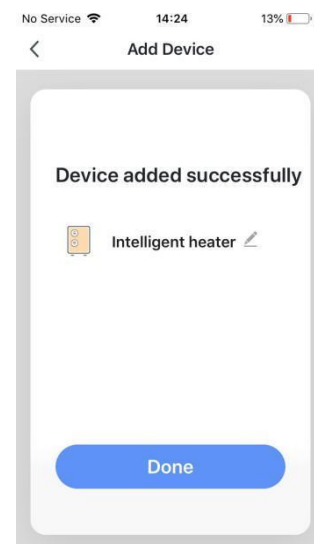 No Service 14:24 13%
Add Device
Device added successfully
Intelligent heater
Done